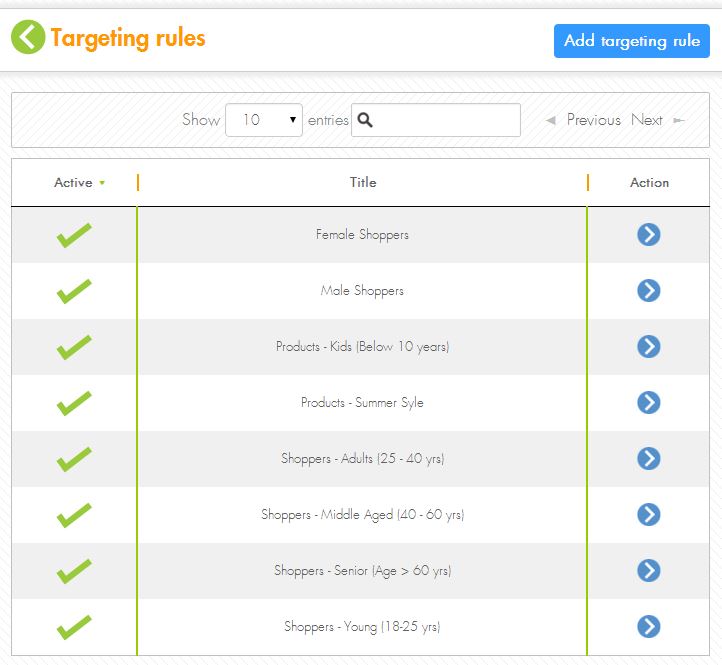 Targeting rules
Add targeting rule
Show 10 entries Previous Next
Active Title Action
Female Shoppers
Male Shoppers
Products - Kids (Below 10 years)
Products - Summer Syle
Shoppers - Adults (25 - 40 yrs)
Shoppers - Middle Aged (40 - 60 yrs)
Shoppers - Senior (Age > 60 yrs)
Shoppers - Young (18-25 yrs)